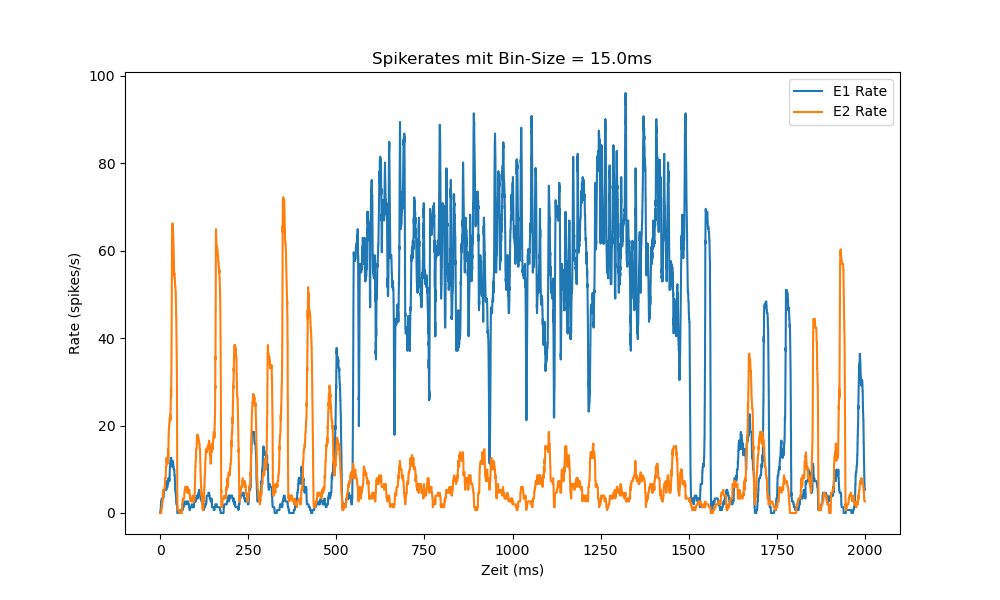 Spikerates mit Bin-Size = 15.0ms
E1 Rate
E2 Rate
100
80
60
40
20
0
Rate (spikes/s)
0 250 500 750 1000 1250 1500 1750 2000
Zeit (ms)